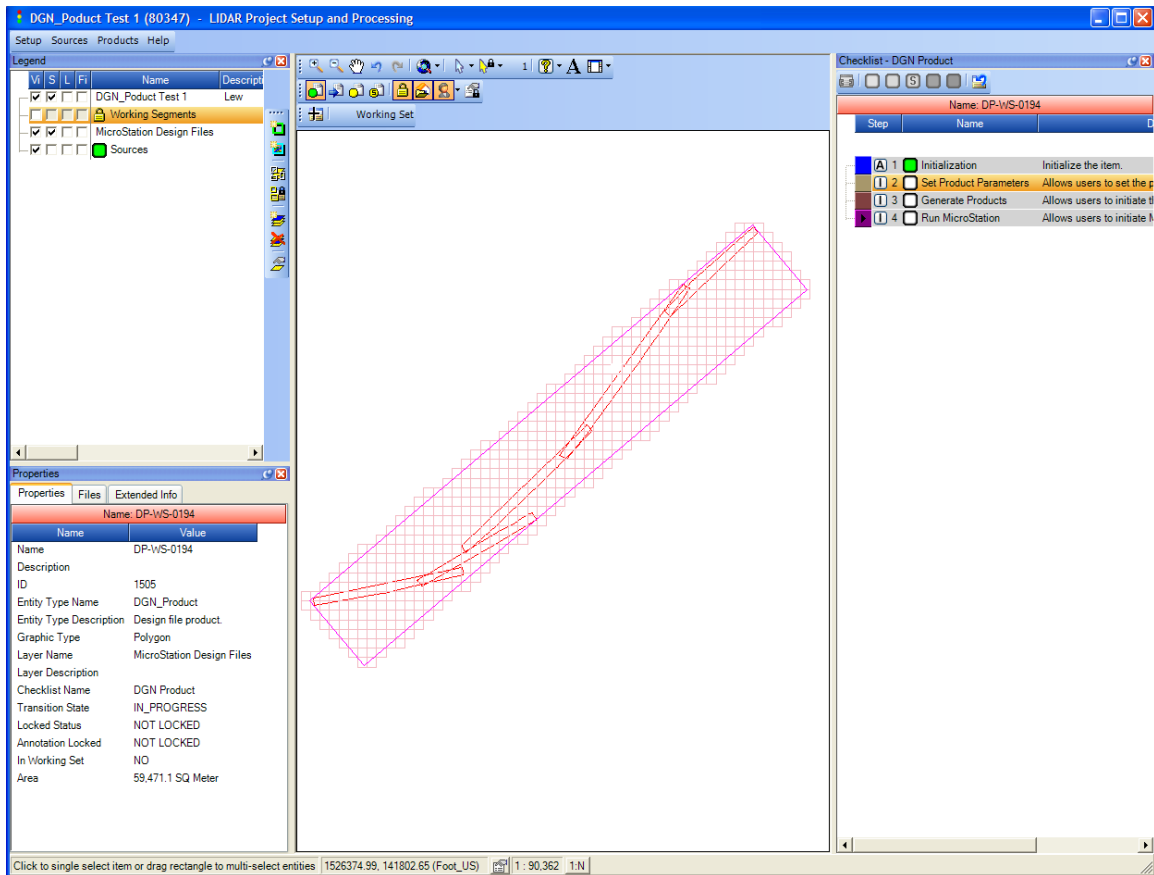 DGN_Poduct Test 1 (80347) - LIDAR Project Setup and Processing
Setup Sources Products Help
Legend
Vi S L Fi Name Descripti
DGN_Poduct Test 1 Lew
Working Segments
MicroStation Design Files
Sources
Properties
Properties Files Extended Info
Name: DP-WS-0194
Name Value
Name DP-WS-0194
Description
ID 1505
Entity Type Name DGN_Product
Entity Type Description Design file product.
Graphic Type Polygon
Layer Name MicroStation Design Files
Layer Description
Checklist Name DGN Product
Transition State IN_PROGRESS
Locked Status NOT LOCKED
Annotation Locked NOT LOCKED
In Working Set NO
Area 59,471.1 SQ Meter
1 A
Working Set
Checklist - DGN Product
S
Name: DP-WS-0194
Step Name D
A 1 Initialization Initialize the item.
I 2 Set Product Parameters Allows users to set the p
I 3 Generate Products Allows users to initiate t
I 4 Run MicroStation Allows users to initiate M
Click to single select item or drag rectangle to multi-select entities 1526374.99, 141802.65 (Foot_US) 1 : 90,362 1:N